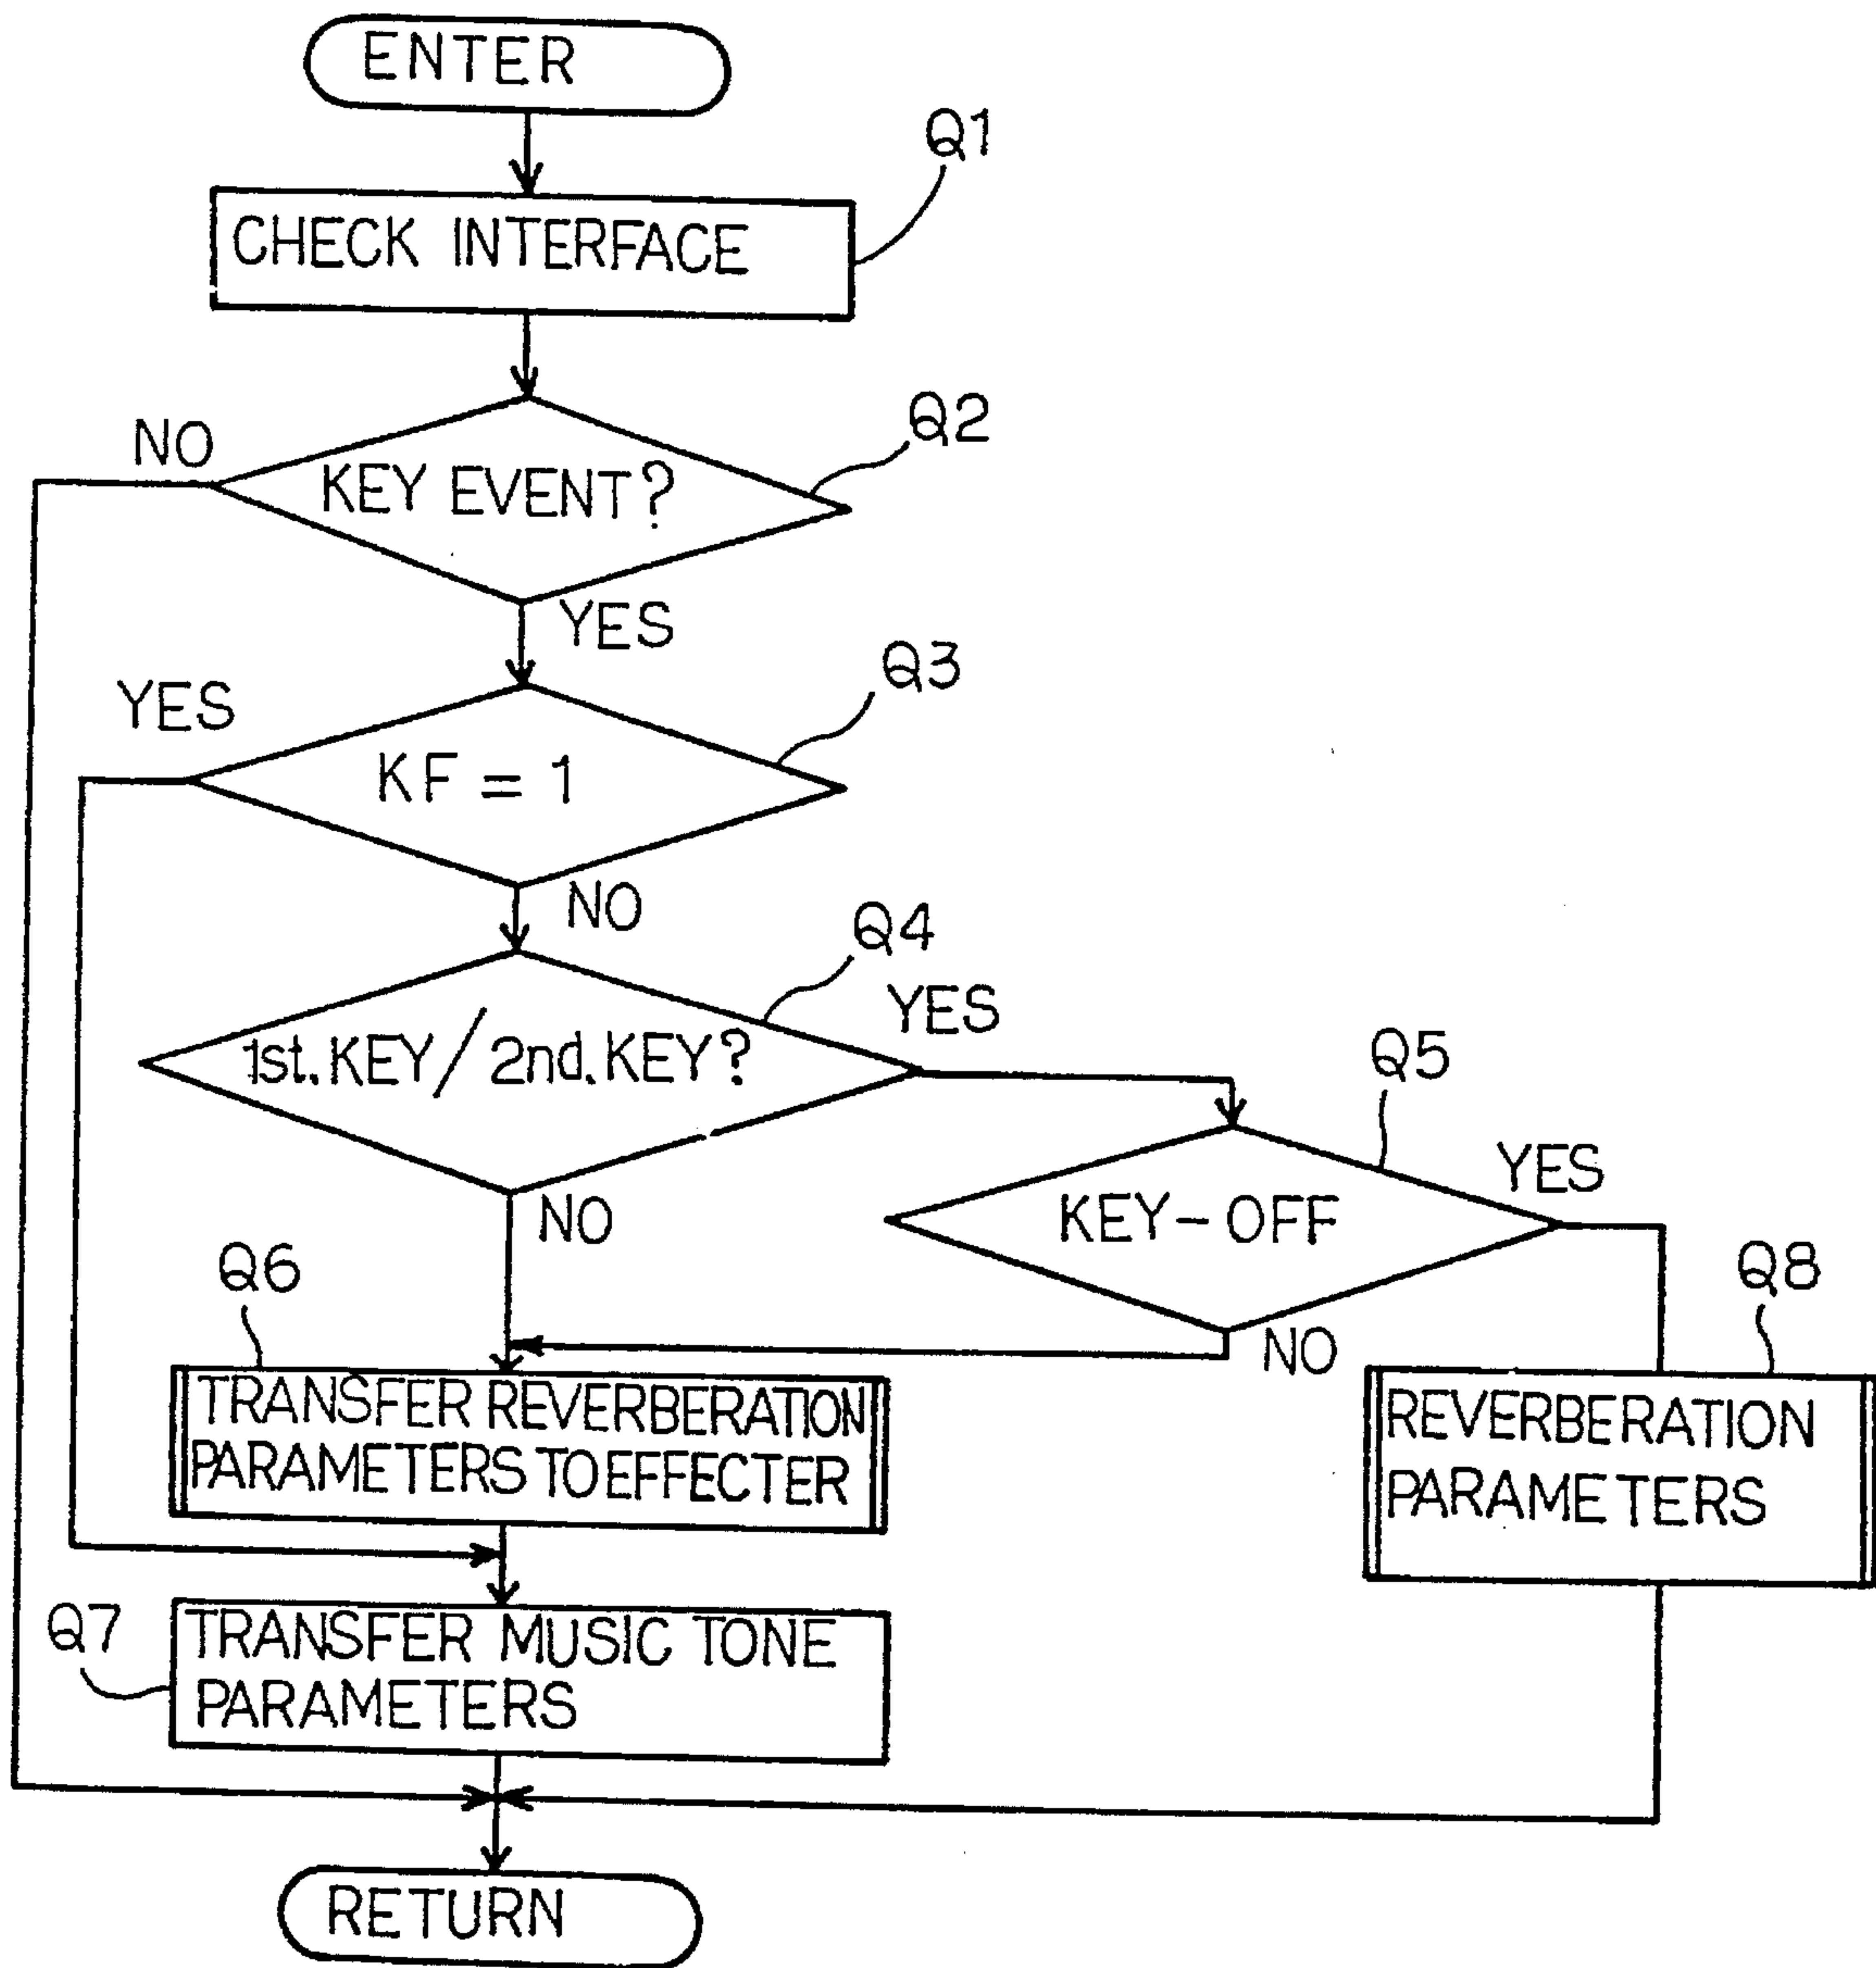 ENTER
Q1
CHECK INTERFACE
Q2
NO
KEY EVENT?
YES
Q3
YES
KF = 1
NO
Q4
YES
1st.KEY/2nd.KEY?
Q5
YES
KEY-OFF
NO
Q6
Q8
NO
TRANSFER REVERBERATION
PARAMETERS TO EFFECTER
REVERBERATION
PARAMETERS
Q7
TRANSFER MUSIC TONE
PARAMETERS
RETURN